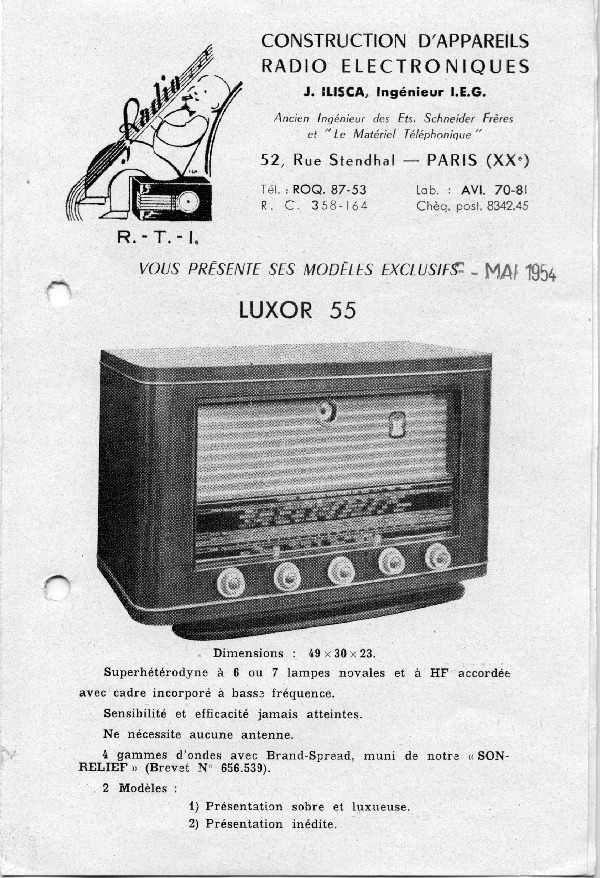 CONSTRUCTION D'APPAREILS
RADIO ELECTRONIQUES
J. ILISCA, Ingénieur I.E.G.
Ancien Ingénieur des Ets. Schneider Frères
et "Le Matériel Téléphonique"
52, Rue Stendhal — PARIS (XXe)
Tél. : ROQ. 87-53 Lab. : AVI. 70-81
R. C. 358-164 Chèq. post. 8342.45
Radio
R.-T.-I.
VOUS PRÉSENTE SES MODÈLES EXCLUSIFS - MAI 1954
LUXOR 55
Dimensions : 49 × 30 × 23.
Superhétérodyne à 6 ou 7 lampes novales et à HF accordée
avec cadre incorporé à basse fréquence.
Sensibilité et efficacité jamais atteintes.
Ne nécessite aucune antenne.
4 gammes d'ondes avec Brand-Spread, muni de notre « SON-
RELIEF » (Brevet N° 656.539).
2 Modèles :
1) Présentation sobre et luxueuse.
2) Présentation inédite.